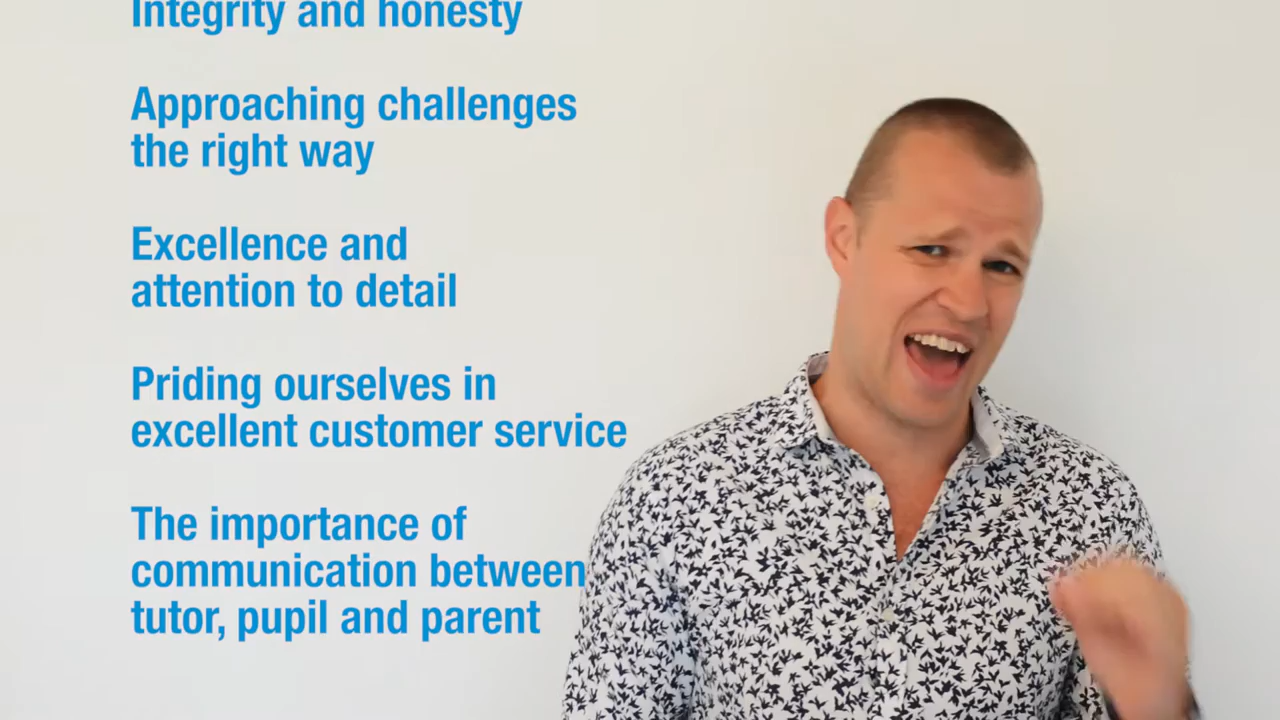 Integrity and honesty
Approaching challenges
the right way
Excellence and
attention to detail
Priding ourselves in
excellent customer service
The importance of
communication between
tutor, pupil and parent